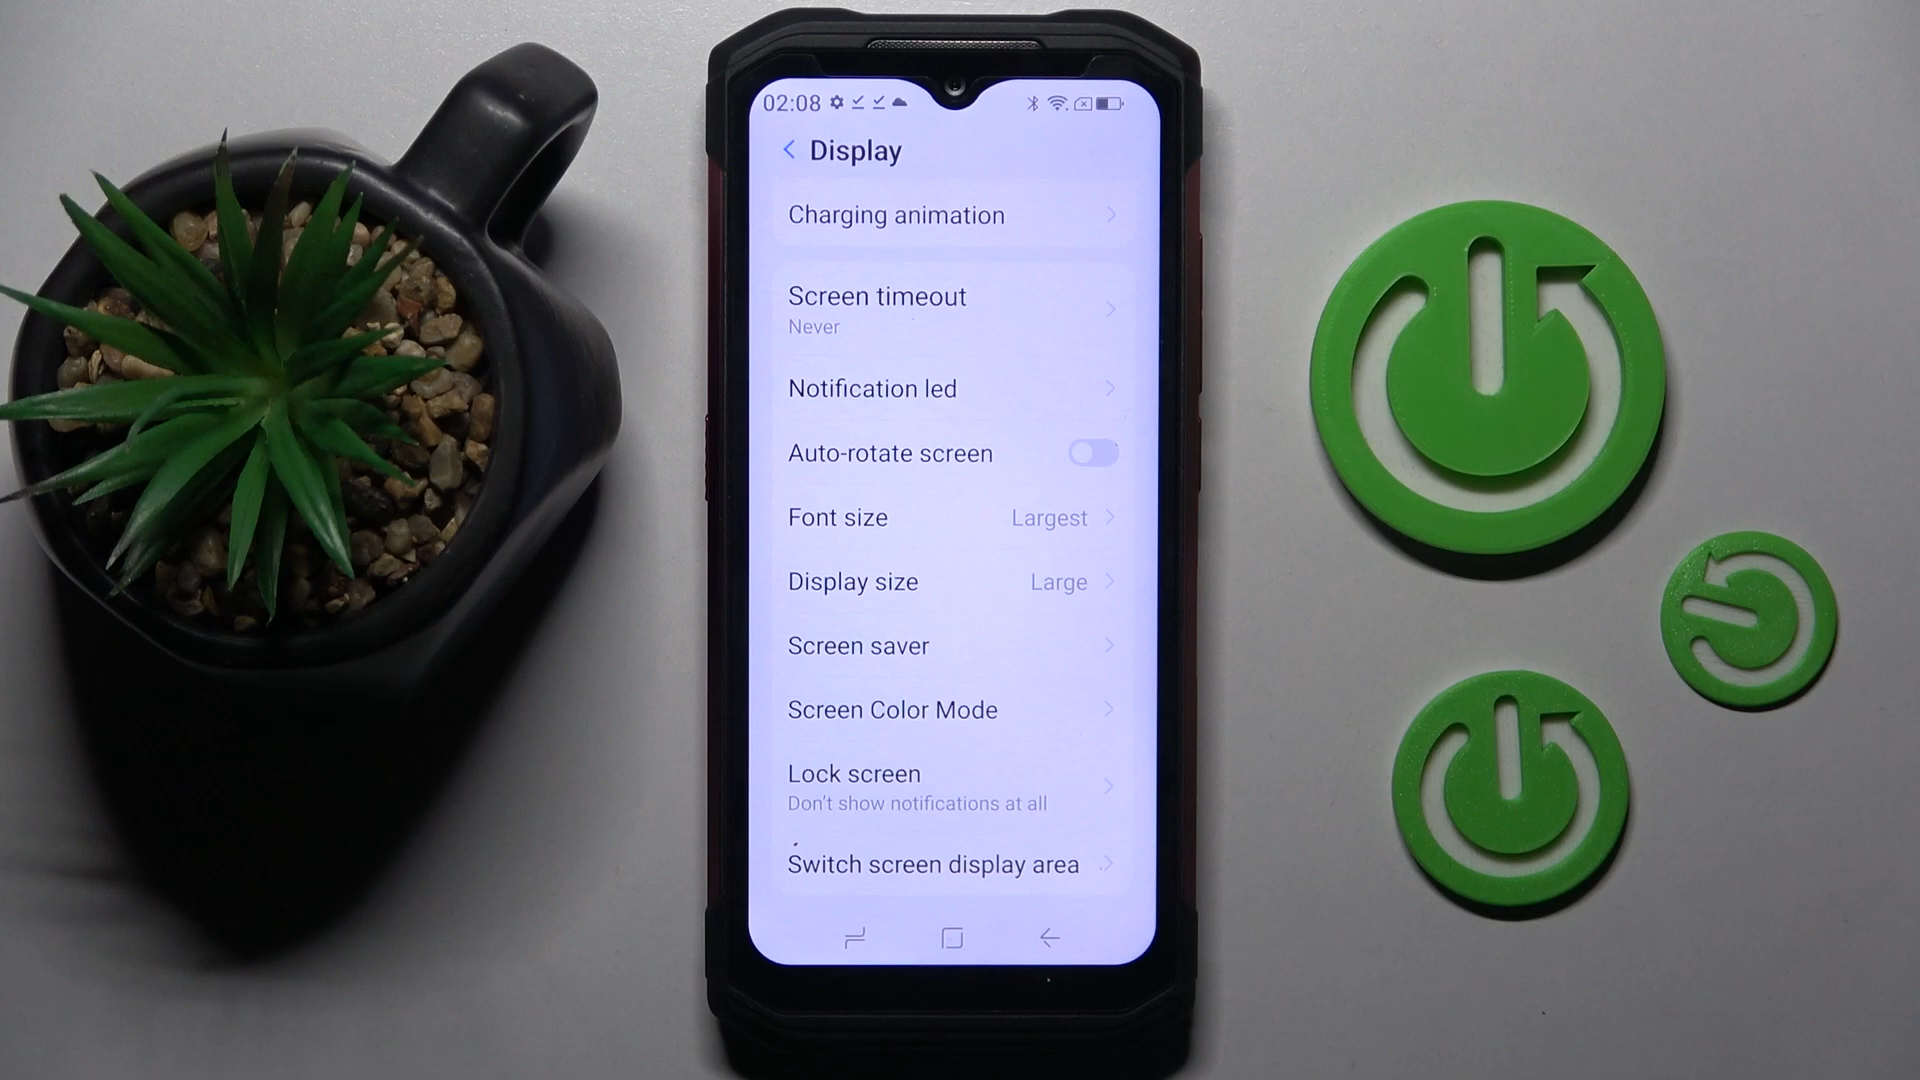 02:08
Display
Charging animation
Screen timeout
Never
Notification led
Auto-rotate screen
Font size Largest
Display size Large
Screen saver
Screen Color Mode
Lock screen
Don't show notifications at all
Switch screen display area